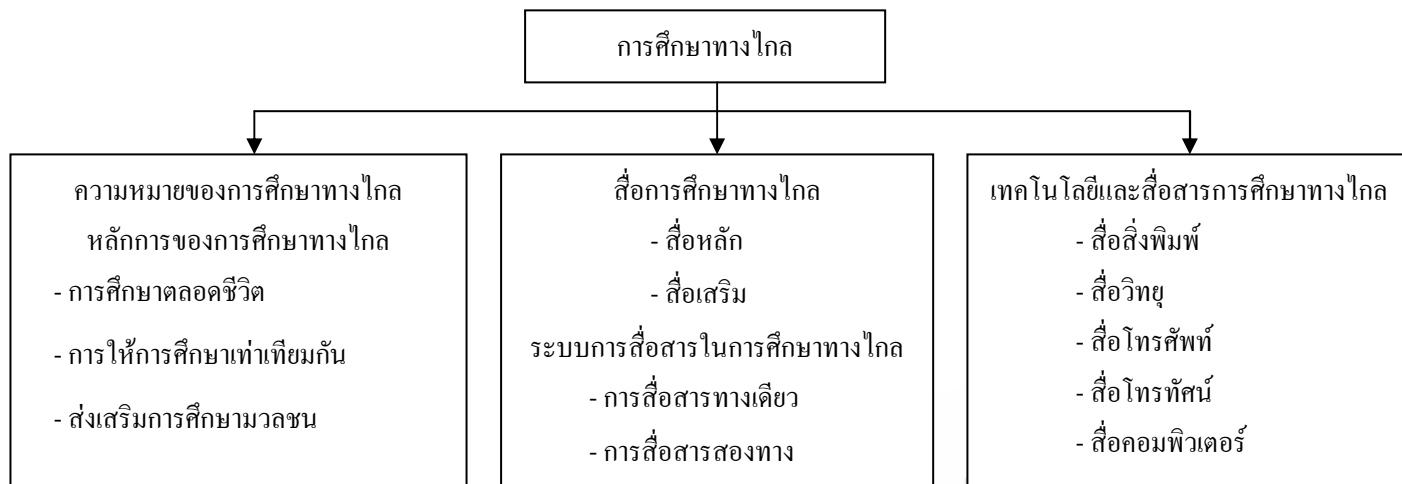 การศึกษาทางไกล
ความหมายของการศึกษาทางไกล
หลักการของการศึกษาทางไกล
- การศึกษาตลอดชีวิต
- การให้การศึกษาเท่าเทียมกัน
- ส่งเสริมการศึกษามวลชน
สื่อการศึกษาทางไกล
- สื่อหลัก
- สื่อเสริม
ระบบการสื่อสารในการศึกษาทางไกล
- การสื่อสารทางเดียว
- การสื่อสารสองทาง
เทคโนโลยีและสื่อสารการศึกษาทางไกล
- สื่อสิ่งพิมพ์
- สื่อวิทยุ
- สื่อโทรศัพท์
- สื่อโทรทัศน์
- สื่อคอมพิวเตอร์